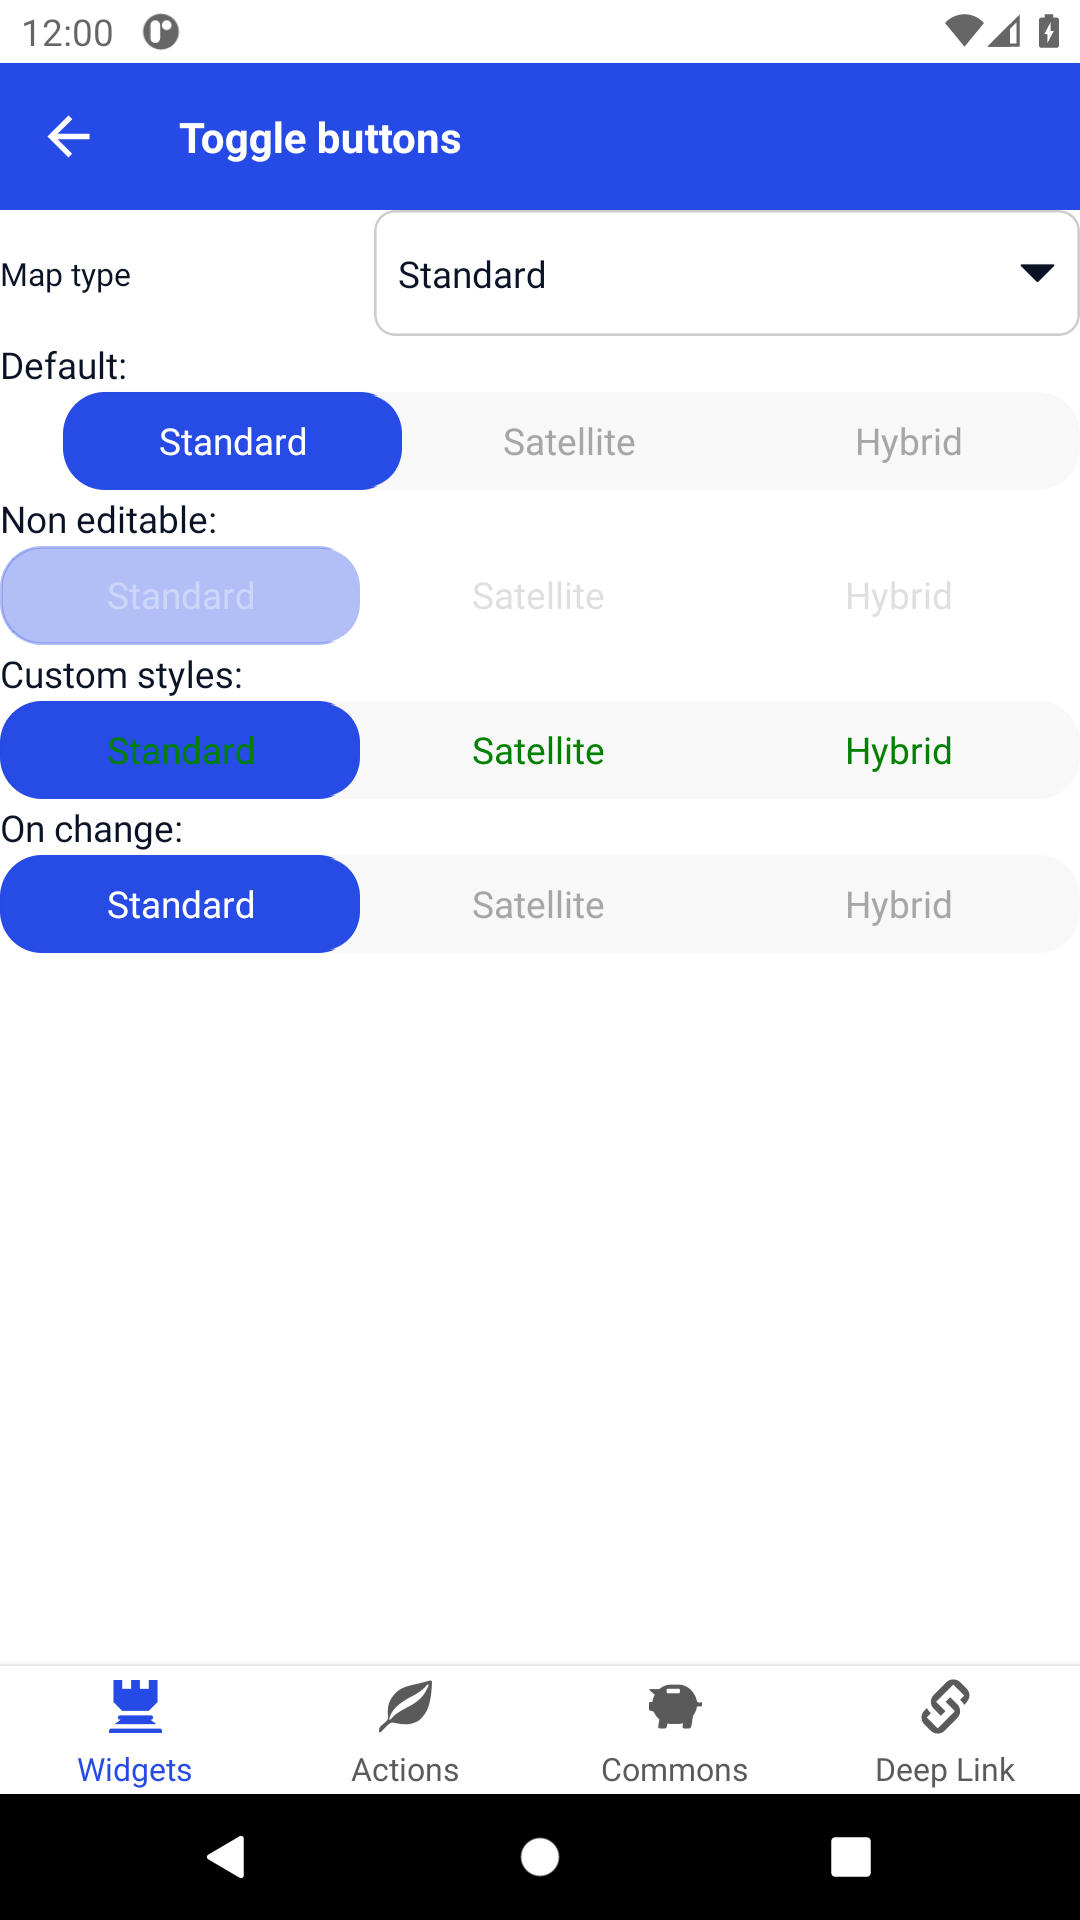 12:00
Toggle buttons
Map type
Standard
Default:
Standard Satellite Hybrid
Non editable:
Standard Satellite Hybrid
Custom styles:
Standard Satellite Hybrid
On change:
Standard Satellite Hybrid
Widgets Actions Commons Deep Link